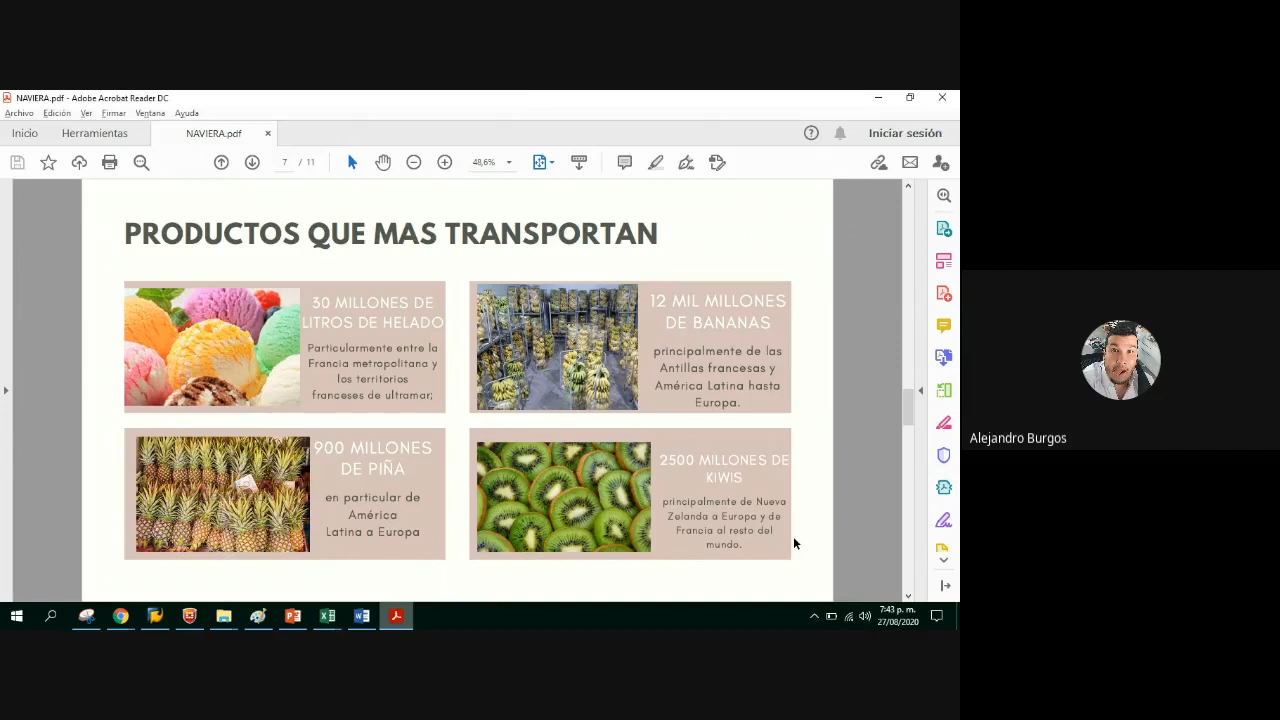 NAVIERA.pdf - Adobe Acrobat Reader DC
Archivo Edición Ver Firmar Ventana Ayuda
Inicio Herramientas NAVIERA.pdf × Iniciar sesión
7 / 11 48,6%
PRODUCTOS QUE MAS TRANSPORTAN
30 MILLONES DE
LITROS DE HELADO
Particularmente entre la
Francia metropolitana y
los territorios
franceses de ultramar;
12 MIL MILLONES
DE BANANAS
principalmente de las
Antillas francesas y
América Latina hasta
Europa.
900 MILLONES
DE PIÑA
en particular de
América
Latina a Europa
2500 MILLONES DE
KIWIS
principalmente de Nueva
Zelanda a Europa y de
Francia al resto del
mundo.
Alejandro Burgos
7:43 p. m.
27/08/2020